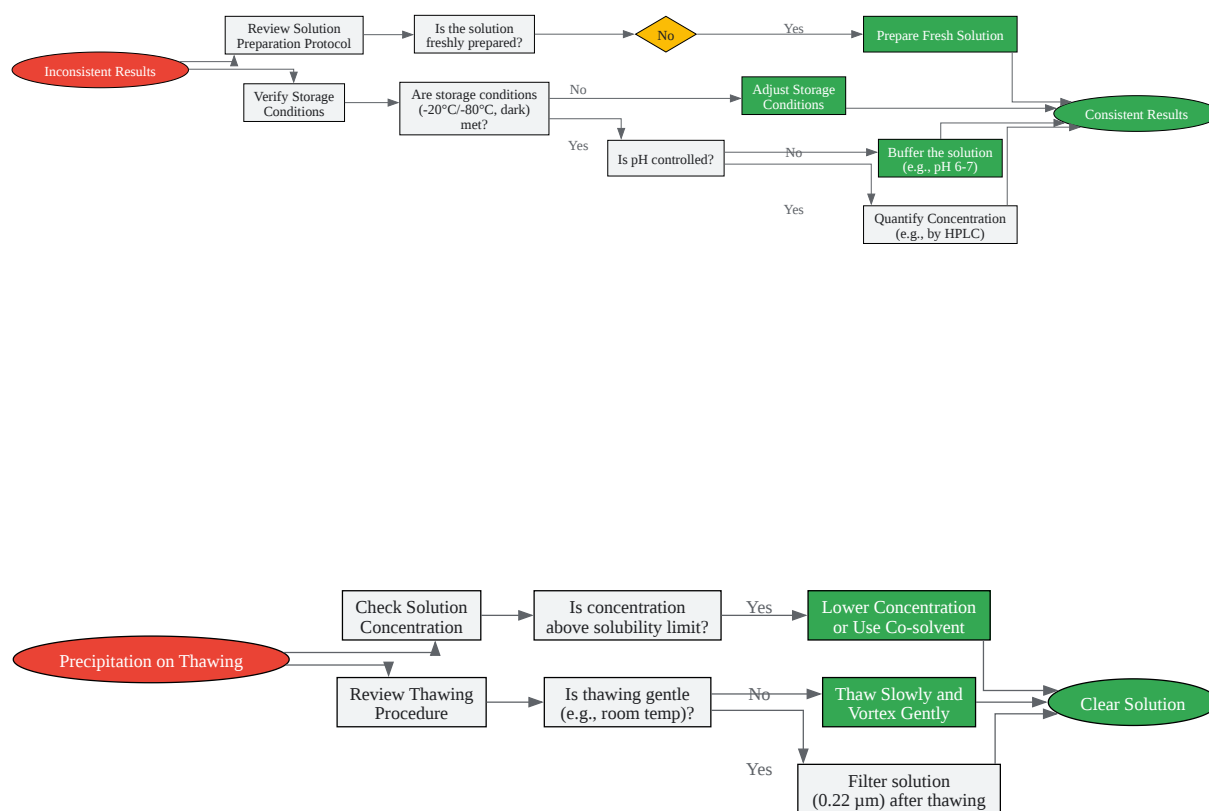 Review Solution
Preparation Protocol
Is the solution
freshly prepared?
No
Yes
Prepare Fresh Solution
Inconsistent Results
Verify Storage
Conditions
Are storage conditions
(-20°C/-80°C, dark)
met?
No
Adjust Storage
Conditions
Consistent Results
Yes
Is pH controlled?
No
Buffer the solution
(e.g., pH 6-7)
Yes
Quantify Concentration
(e.g., by HPLC)
Check Solution
Concentration
Is concentration
above solubility limit?
Yes
Lower Concentration
or Use Co-solvent
Precipitation on Thawing
Review Thawing
Procedure
Is thawing gentle
(e.g., room temp)?
No
Thaw Slowly and
Vortex Gently
Clear Solution
Yes
Filter solution
(0.22 µm) after thawing